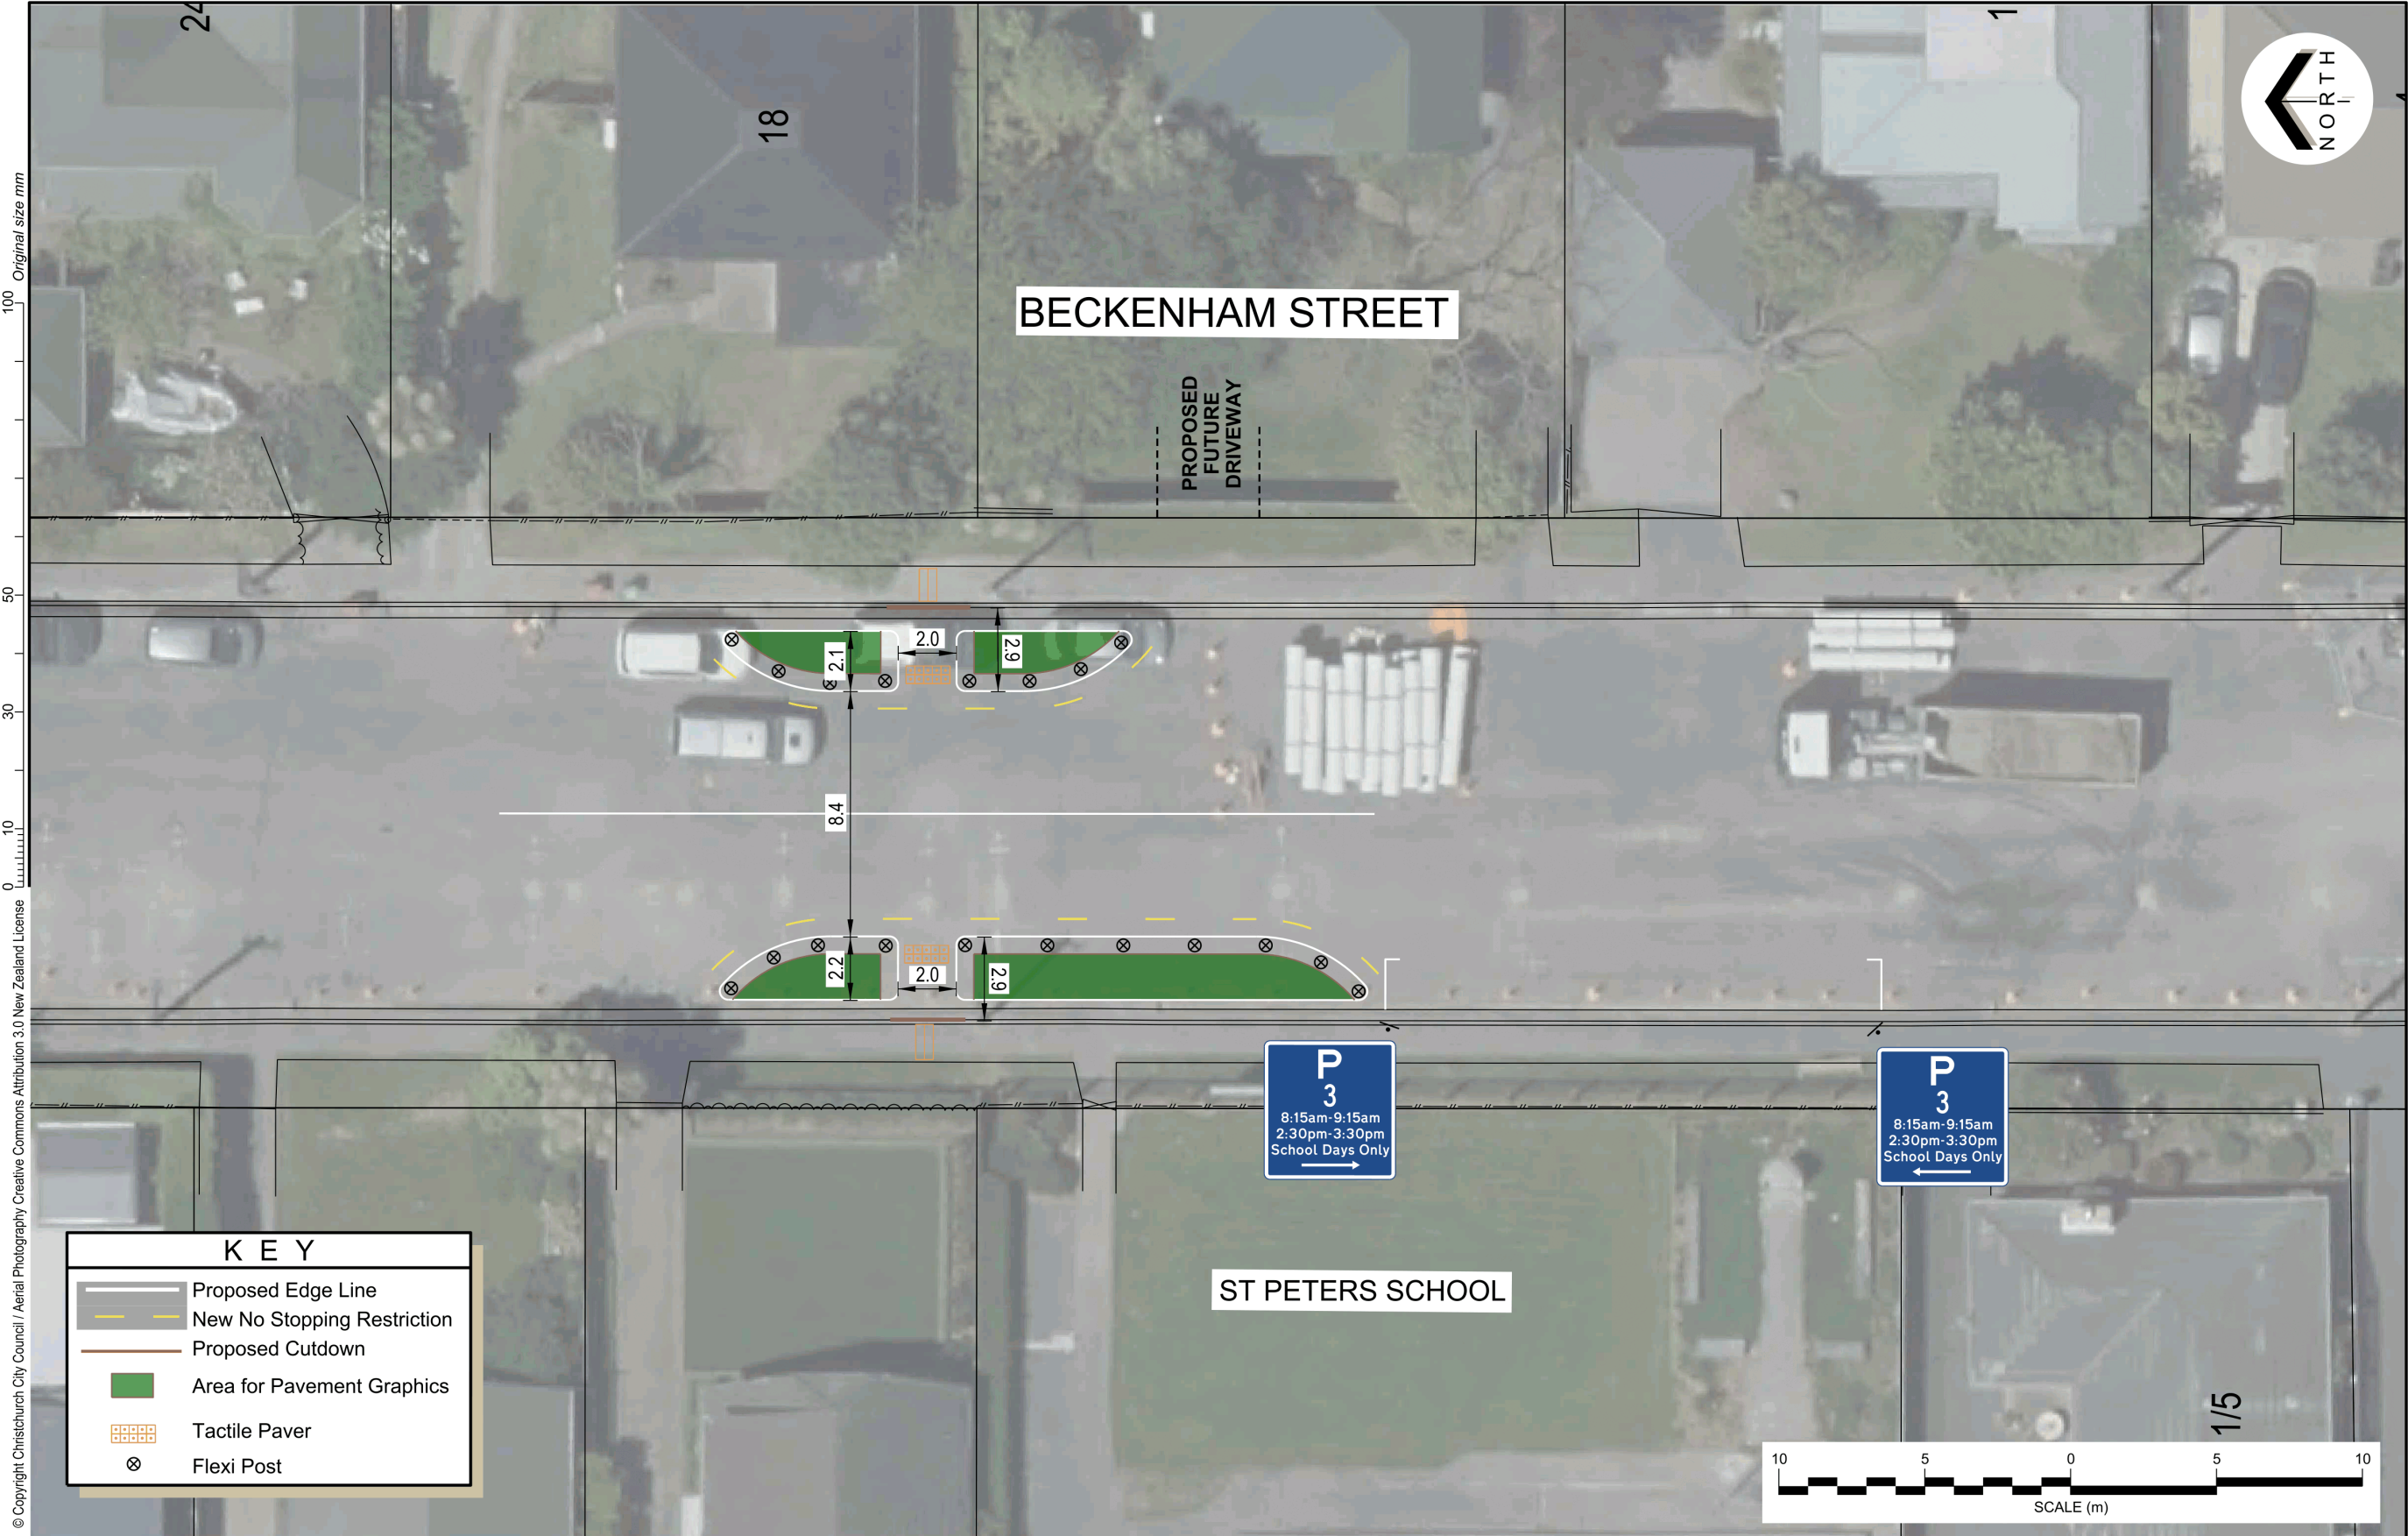 24
18
1
NORTH
Original size mm
100
50
30
10
0
© Copyright Christchurch City Council / Aerial Photography Creative Commons Attribution 3.0 New Zealand License
BECKENHAM STREET
PROPOSED
FUTURE
DRIVEWAY
2.1
2.0
2.9
8.4
2.2
2.0
2.9
P
3
8:15am-9:15am
2:30pm-3:30pm
School Days Only
P
3
8:15am-9:15am
2:30pm-3:30pm
School Days Only
ST PETERS SCHOOL
1/5
KEY
Proposed Edge Line
New No Stopping Restriction
Proposed Cutdown
Area for Pavement Graphics
Tactile Paver
Flexi Post
10 5 0 5 10
SCALE (m)